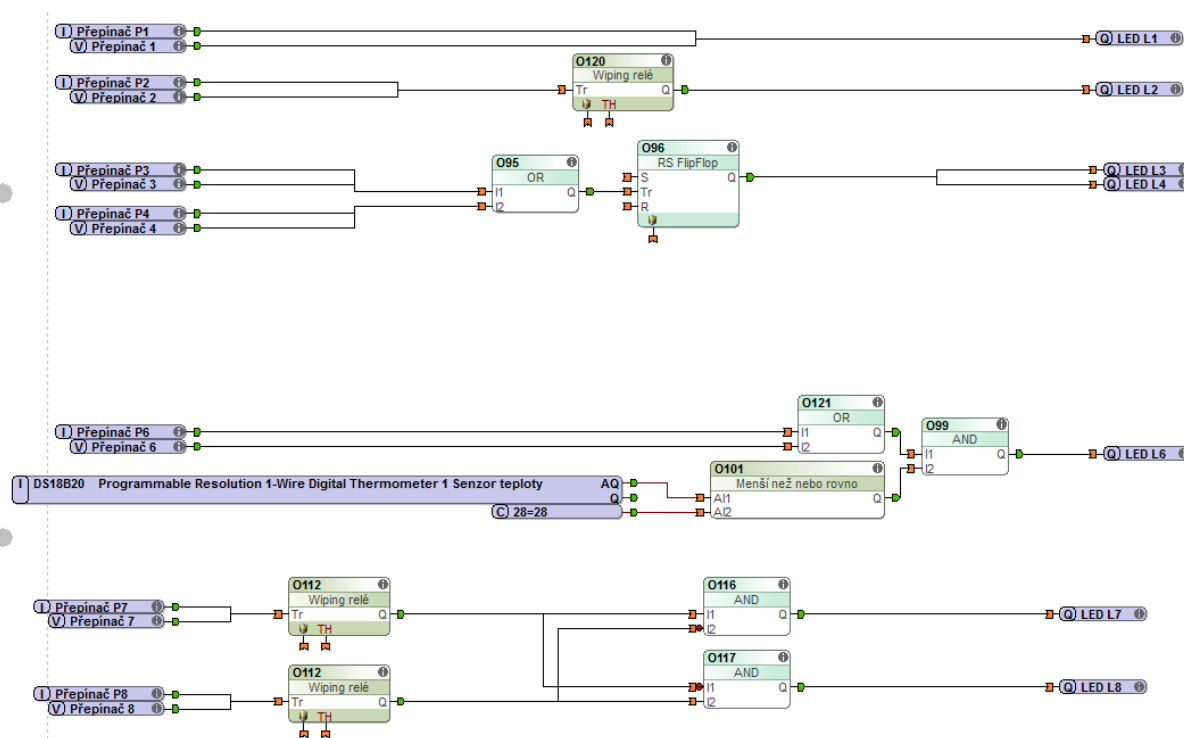 I Přepínač P1 i
V Přepínač 1 i
Q LED L1 i
O120 i
Wiping relé
Tr Q
TH
I Přepínač P2 i
V Přepínač 2 i
Q LED L2 i
O95 i
OR
I1 Q
I2
O96 i
RS FlipFlop
S Q
Tr
R
I Přepínač P3 i
V Přepínač 3 i
I Přepínač P4 i
V Přepínač 4 i
Q LED L3
Q LED L4
O121 i
OR
I1 Q
I2
O99 i
AND
I1 Q
I2
I Přepínač P6 i
V Přepínač 6 i
Q LED L6
I DS18B20 Programmable Resolution 1-Wire Digital Thermometer 1 Senzor teploty AQ
Q
C 28=28
O101 i
Menší než nebo rovno
AI1 Q
AI2
O112 i
Wiping relé
Tr Q
TH
O116 i
AND
I1 Q
I2
I Přepínač P7 i
V Přepínač 7 i
Q LED L7 i
O112 i
Wiping relé
Tr Q
TH
O117 i
AND
I1 Q
I2
I Přepínač P8 i
V Přepínač 8 i
Q LED L8 i